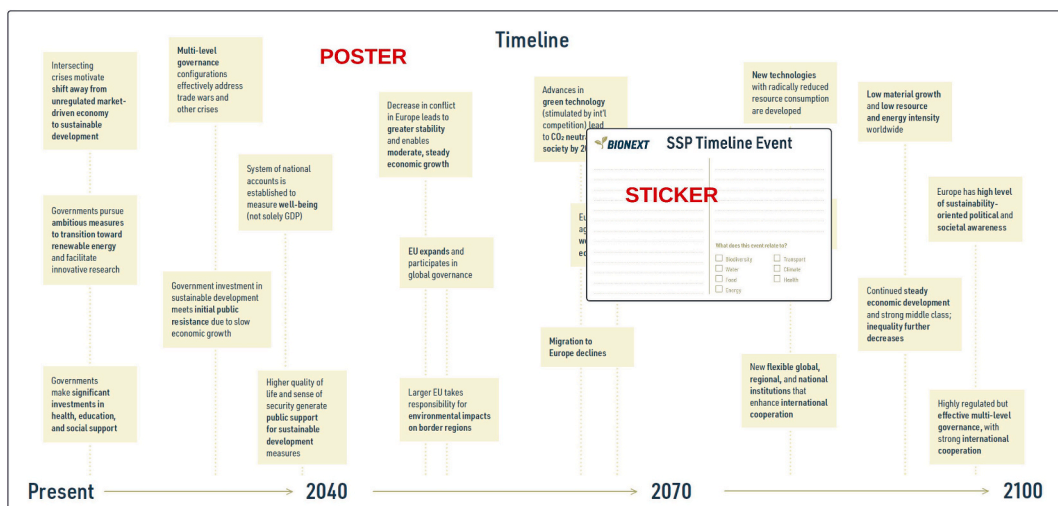 Timeline
POSTER
Intersecting
crises motivate
shift away from
unregulated market-
driven economy
to sustainable
development
Multi-level
governance
configurations
effectively address
trade wars and
other crises
System of national
accounts is
established to
measure well-being
(not solely GDP)
Governments pursue
ambitious measures
to transition toward
renewable energy
and facilitate
innovative research
Government investment in
sustainable development
meets initial public
resistance due to slow
economic growth
Governments
make significant
investments in
health, education,
and social support
Higher quality of
life and sense of
security generate
public support
for sustainable
development
measures
Decrease in conflict
in Europe leads to
greater stability
and enables
moderate, steady
economic growth
EU expands and
participates in
global governance
Larger EU takes
responsibility for
environmental impacts
on border regions
Advances in
green technology
(stimulated by int'l
competition) lead
to CO₂
society by
Migration to
Europe declines
BIONEXT
SSP Timeline Event
STICKER
What does this event relate to?
Biodiversity
Water
Food
Energy
Transport
Climate
Health
New technologies
with radically reduced
resource consumption
are developed
New flexible global,
regional, and national
institutions that
enhance international
cooperation
Low material growth
and low resource
and energy intensity
worldwide
Europe has high level
of sustainability-
oriented political and
societal awareness
Continued steady
economic development
and strong middle class;
inequality further
decreases
Highly regulated but
effective multi-level
governance, with
strong international
cooperation
Present
2040
2070
2100